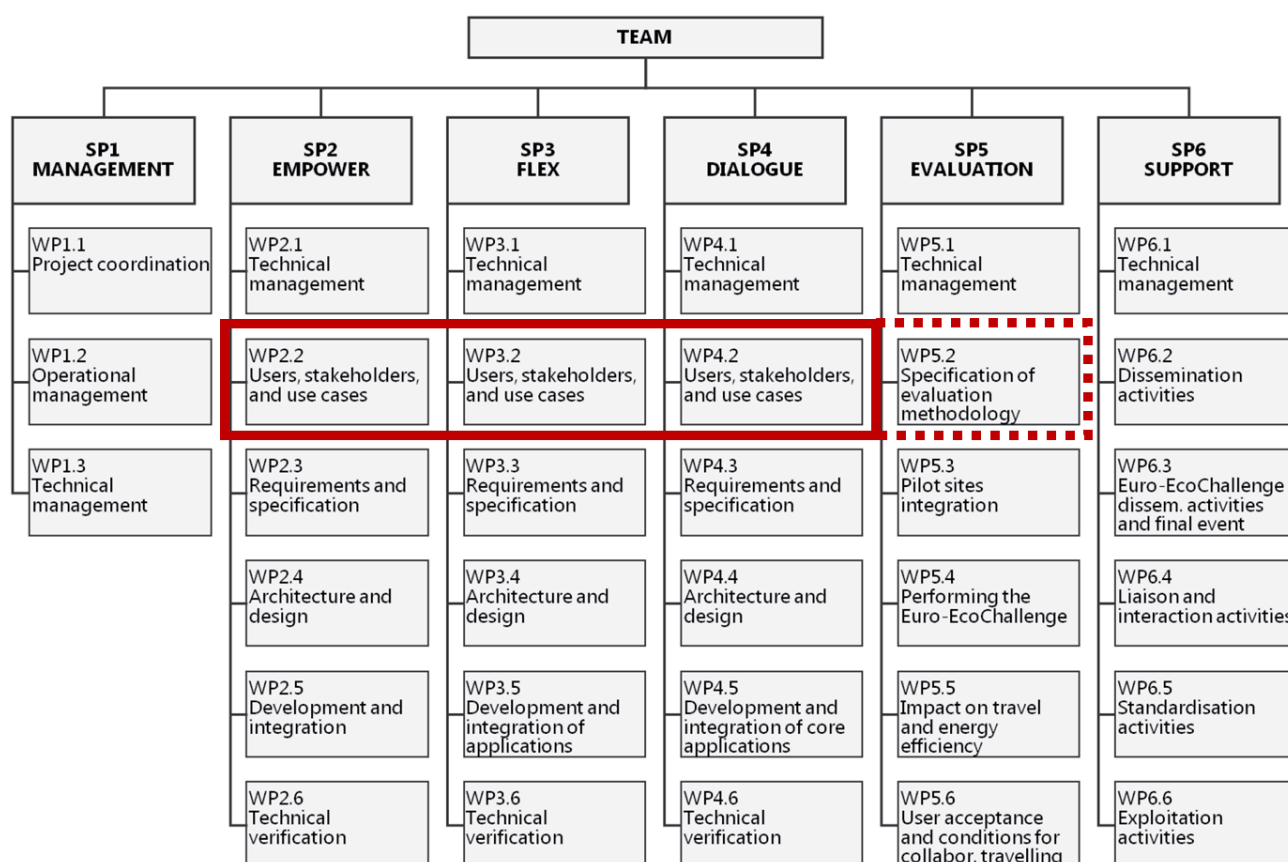 TEAM
SP1
MANAGEMENT
SP2
EMPOWER
SP3
FLEX
SP4
DIALOGUE
SP5
EVALUATION
SP6
SUPPORT
WP1.1
Project coordination
WP1.2
Operational
management
WP1.3
Technical
management
WP2.1
Technical
management
WP2.2
Users, stakeholders,
and use cases
WP2.3
Requirements and
specification
WP2.4
Architecture and
design
WP2.5
Development and
integration
WP2.6
Technical
verification
WP3.1
Technical
management
WP3.2
Users, stakeholders,
and use cases
WP3.3
Requirements and
specification
WP3.4
Architecture and
design
WP3.5
Development and
integration of
applications
WP3.6
Technical
verification
WP4.1
Technical
management
WP4.2
Users, stakeholders,
and use cases
WP4.3
Requirements and
specification
WP4.4
Architecture and
design
WP4.5
Development and
integration of core
applications
WP4.6
Technical
verification
WP5.1
Technical
management
WP5.2
Specification of
evaluation
methodology
WP5.3
Pilot sites
integration
WP5.4
Performing the
Euro-EcoChallenge
WP5.5
Impact on travel
and energy
efficiency
WP5.6
User acceptance
and conditions for
collabor. travelling
WP6.1
Technical
management
WP6.2
Dissemination
activities
WP6.3
Euro-EcoChallenge
dissem. activities
and final event
WP6.4
Liaison and
interaction activities
WP6.5
Standardisation
activities
WP6.6
Exploitation
activities